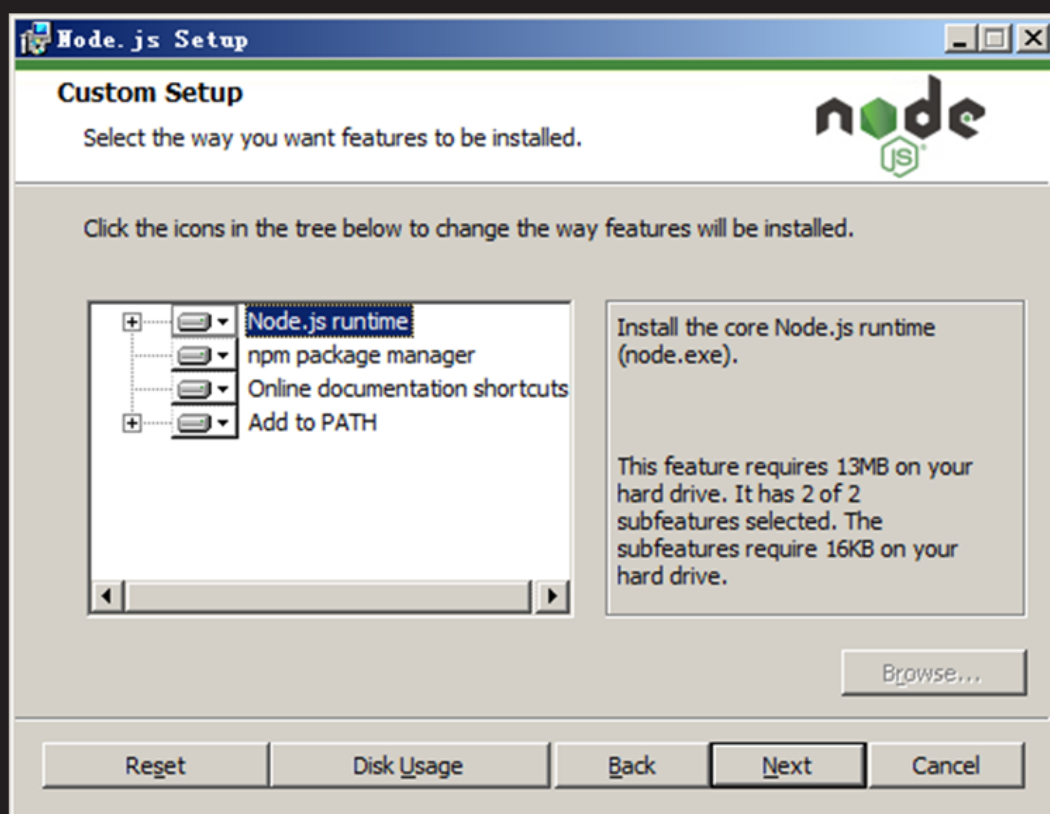 Node.js Setup
Custom Setup
Select the way you want features to be installed.
node
JS
Click the icons in the tree below to change the way features will be installed.
Node.js runtime
npm package manager
Online documentation shortcuts
Add to PATH
Install the core Node.js runtime
(node.exe).
This feature requires 13MB on your
hard drive. It has 2 of 2
subfeatures selected. The
subfeatures require 16KB on your
hard drive.
Browse...
Reset
Disk Usage
Back
Next
Cancel